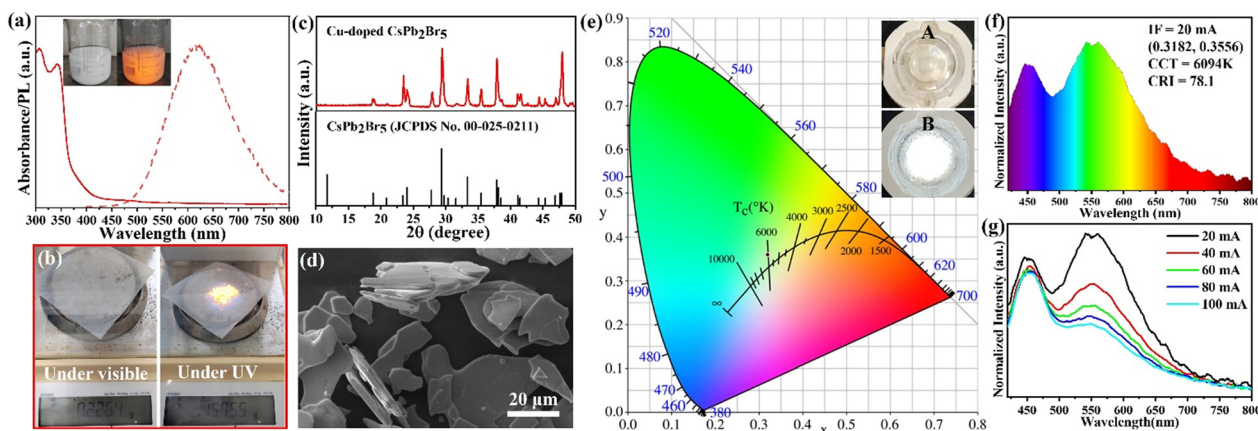 (a)
Absorbance/PL (a.u.)
300 350 400 450 500 550 600 650 700 750 800
Wavelength (nm)
(b)
Under visible
Under UV
(c)
Cu-doped CsPb₂Br₅
CsPb₂Br₅ (JCPDS No. 00-025-0211)
Intensity (a.u.)
10 15 20 25 30 35 40 45 50
2θ (degree)
(d)
20 μm
(e)
y
0.9
0.8
0.7
0.6
0.5
0.4
0.3
0.2
0.1
0.0
0.0 0.1 0.2 0.3 0.4 0.5 0.6 0.7 0.8
x
520
540
560
580
600
620
700
500
490
480
470
460
380
T_c(°K)
∞
10000
6000
4000
3000
2500
2000
1500
A
B
(f)
IF = 20 mA
(0.3182, 0.3556)
CCT = 6094K
CRI = 78.1
Normalized Intensity (a.u.)
450 500 550 600 650 700 750 800
Wavelength (nm)
(g)
20 mA
40 mA
60 mA
80 mA
100 mA
Normalized Intensity (a.u.)
450 500 550 600 650 700 750 800
Wavelength(nm)